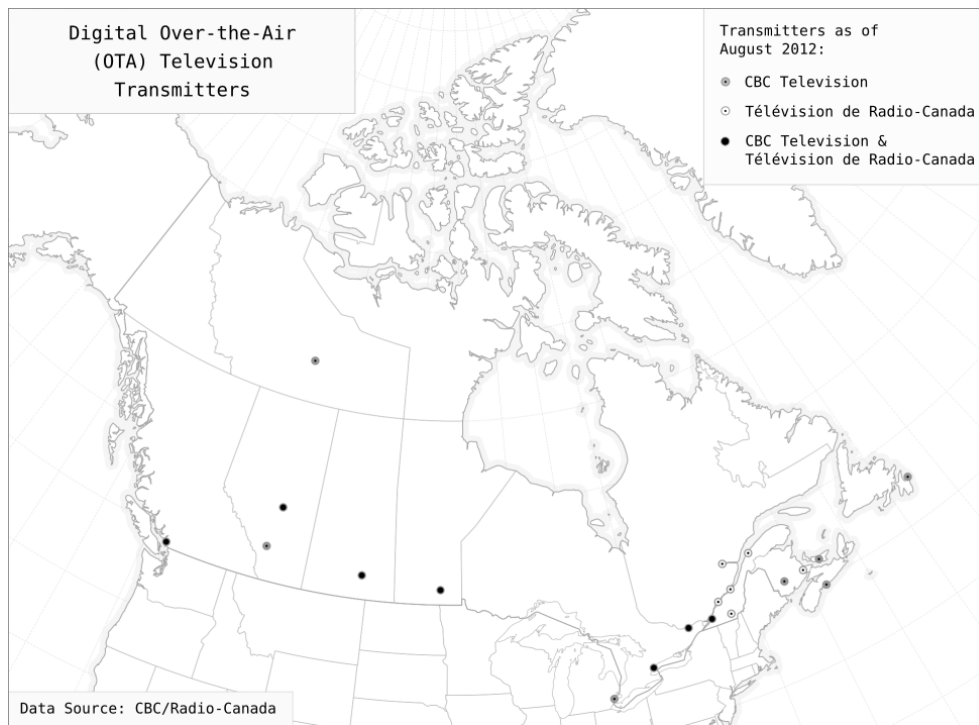 Digital Over-the-Air
(OTA) Television
Transmitters
Transmitters as of
August 2012:
CBC Television
Télévision de Radio-Canada
CBC Television &
Télévision de Radio-Canada
Data Source: CBC/Radio-Canada